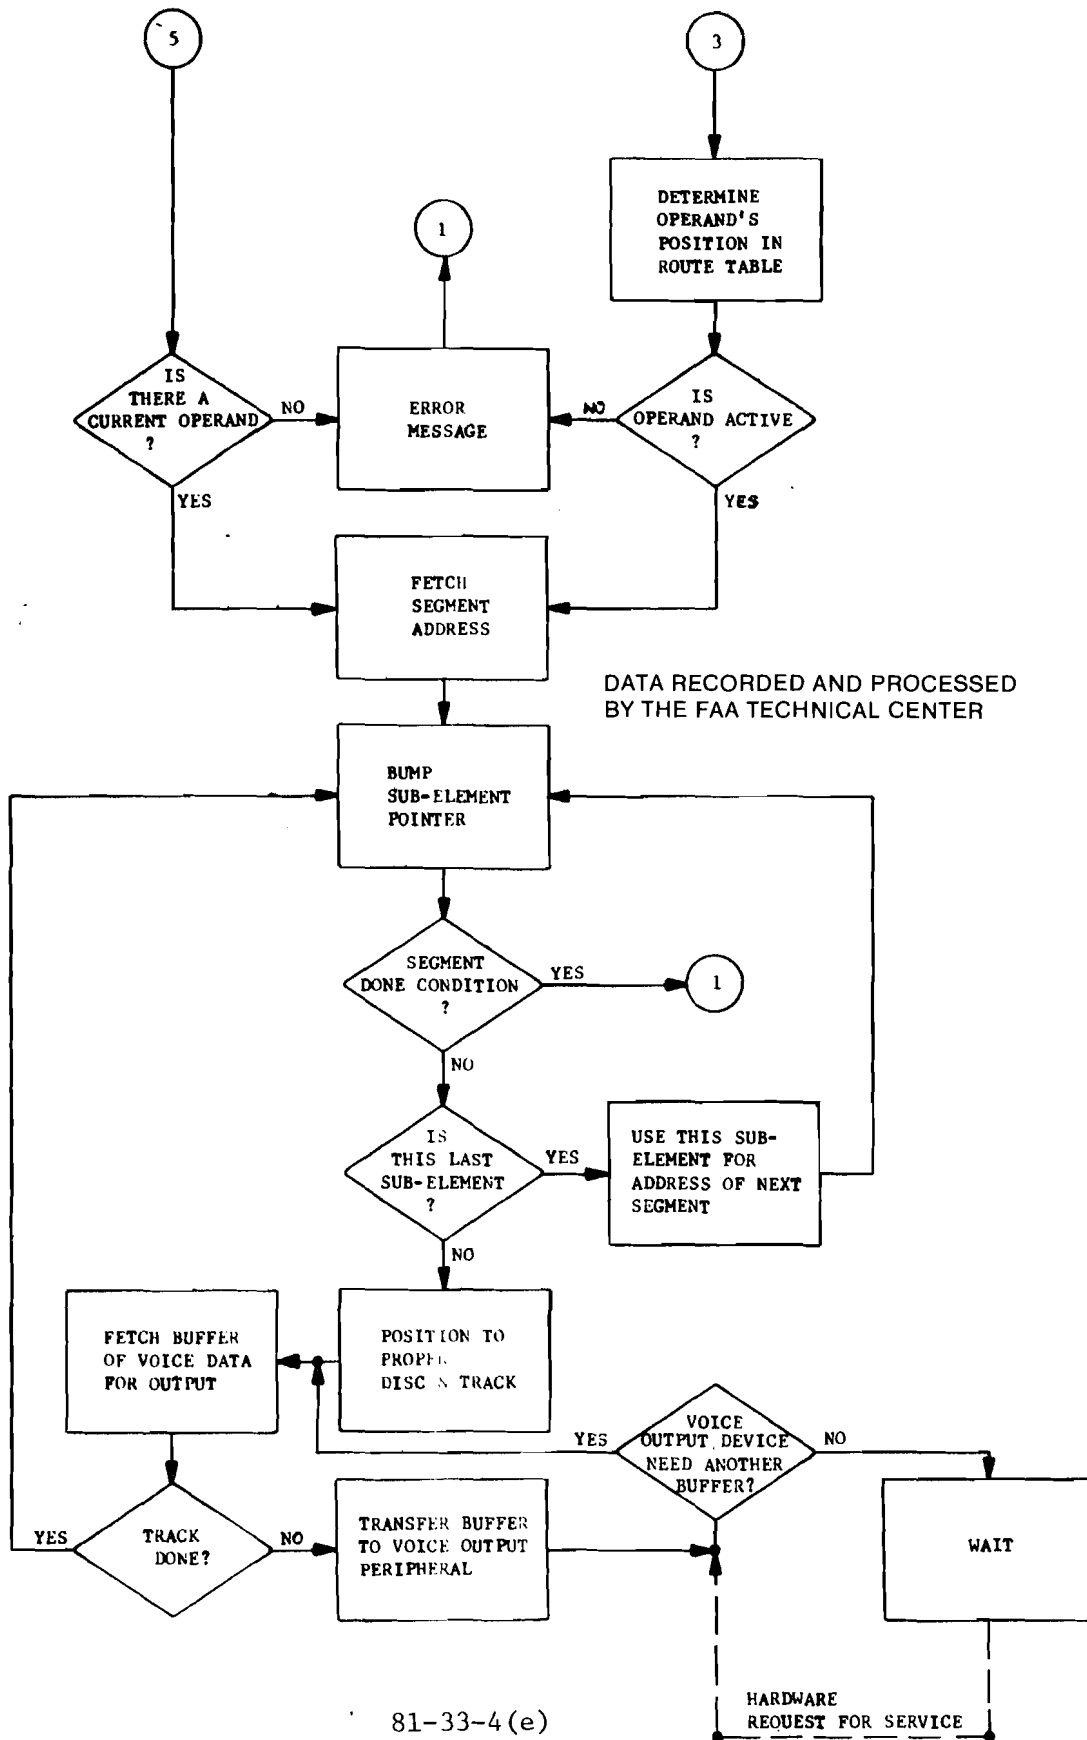 5
3
DETERMINE
OPERAND'S
POSITION IN
ROUTE TABLE
1
IS
THERE A
CURRENT OPERAND
?
NO
ERROR
MESSAGE
NO
IS
OPERAND ACTIVE
?
YES
YES
FETCH
SEGMENT
ADDRESS
DATA RECORDED AND PROCESSED
BY THE FAA TECHNICAL CENTER
BUMP
SUB-ELEMENT
POINTER
SEGMENT
DONE CONDITION
?
YES
1
NO
IS
THIS LAST
SUB-ELEMENT
?
YES
USE THIS SUB-
ELEMENT FOR
ADDRESS OF NEXT
SEGMENT
NO
FETCH BUFFER
OF VOICE DATA
FOR OUTPUT
POSITION TO
PROPER
DISC & TRACK
VOICE
OUTPUT DEVICE
NEED ANOTHER
BUFFER?
YES
NO
YES
TRACK
DONE?
NO
TRANSFER BUFFER
TO VOICE OUTPUT
PERIPHERAL
WAIT
HARDWARE
REQUEST FOR SERVICE
81-33-4(e)